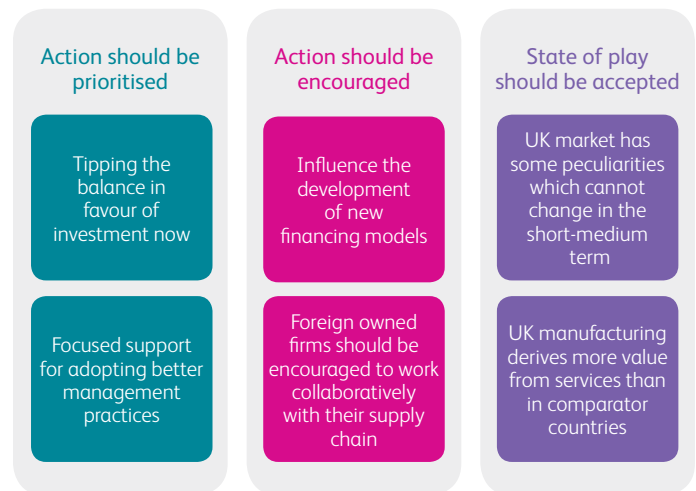 Action should be
prioritised
Tipping the
balance in
favour of
investment now
Focused support
for adopting better
management
practices
Action should be
encouraged
Influence the
development
of new
financing models
Foreign owned
firms should be
encouraged to work
collaboratively
with their supply
chain
State of play
should be accepted
UK market has
some peculiarities
which cannot
change in the
short-medium
term
UK manufacturing
derives more value
from services than
in comparator
countries